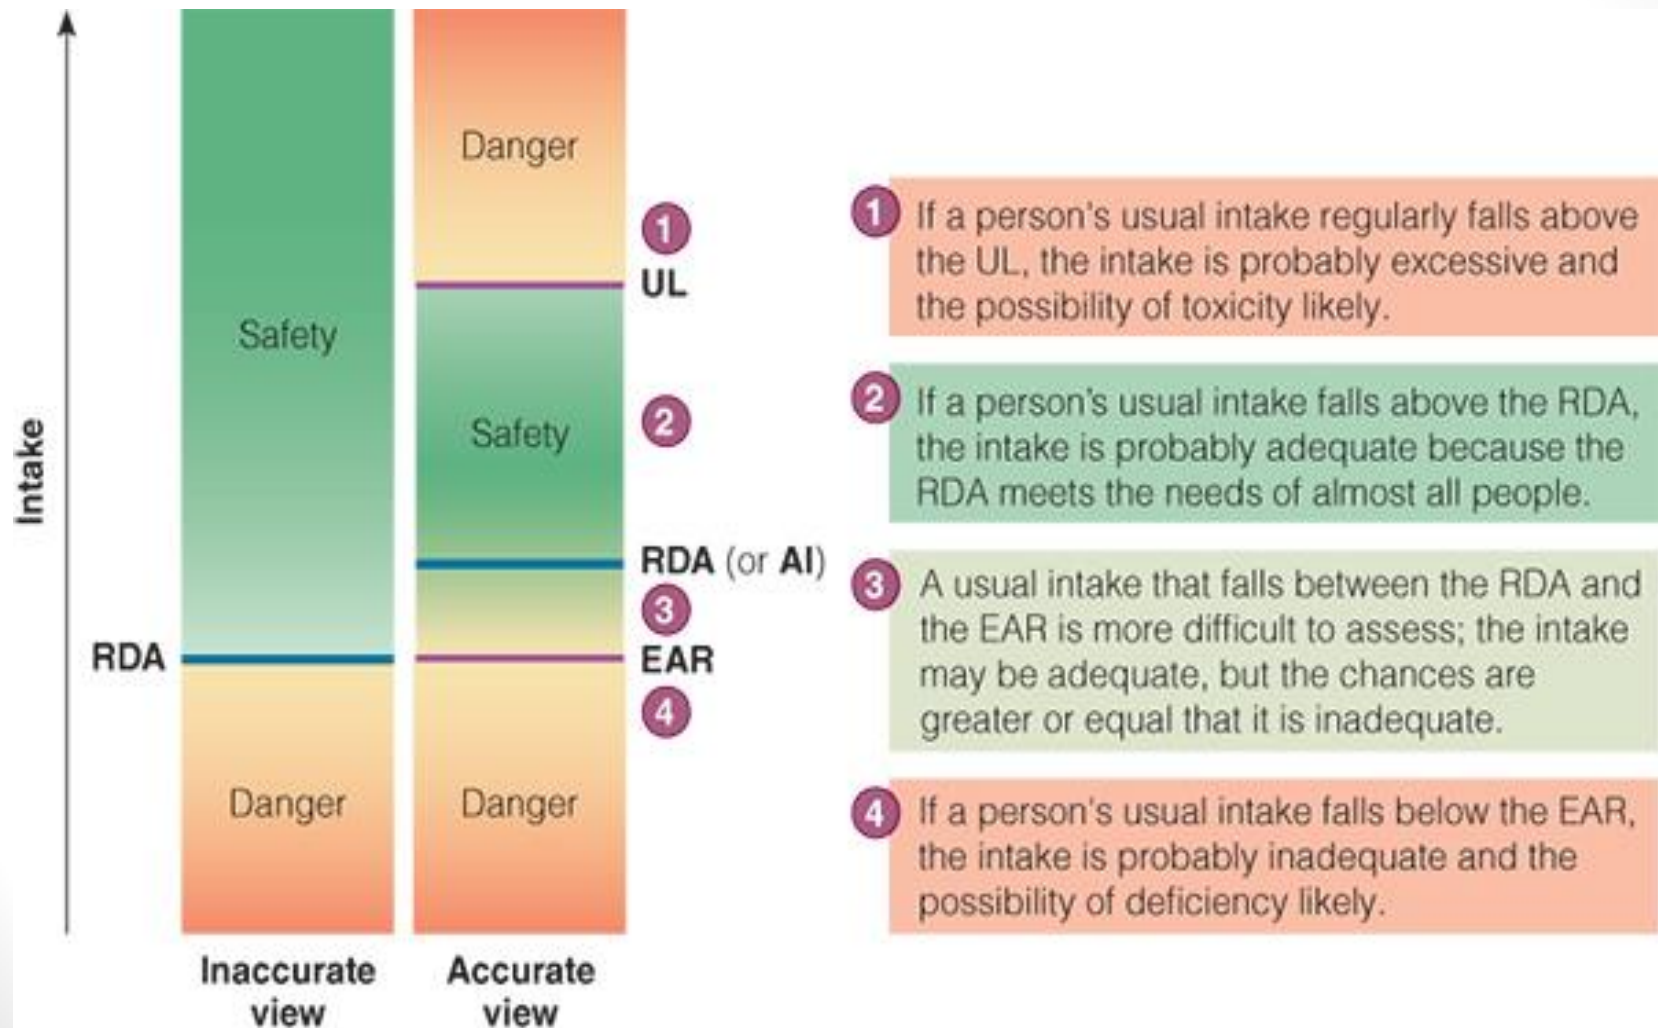 Intake
Safety
RDA
Danger
Inaccurate
view
Danger
1
UL
Safety
2
RDA (or AI)
3
EAR
4
Danger
Accurate
view
1 If a person's usual intake regularly falls above
the UL, the intake is probably excessive and
the possibility of toxicity likely.
2 If a person's usual intake falls above the RDA,
the intake is probably adequate because the
RDA meets the needs of almost all people.
3 A usual intake that falls between the RDA and
the EAR is more difficult to assess; the intake
may be adequate, but the chances are
greater or equal that it is inadequate.
4 If a person's usual intake falls below the EAR,
the intake is probably inadequate and the
possibility of deficiency likely.